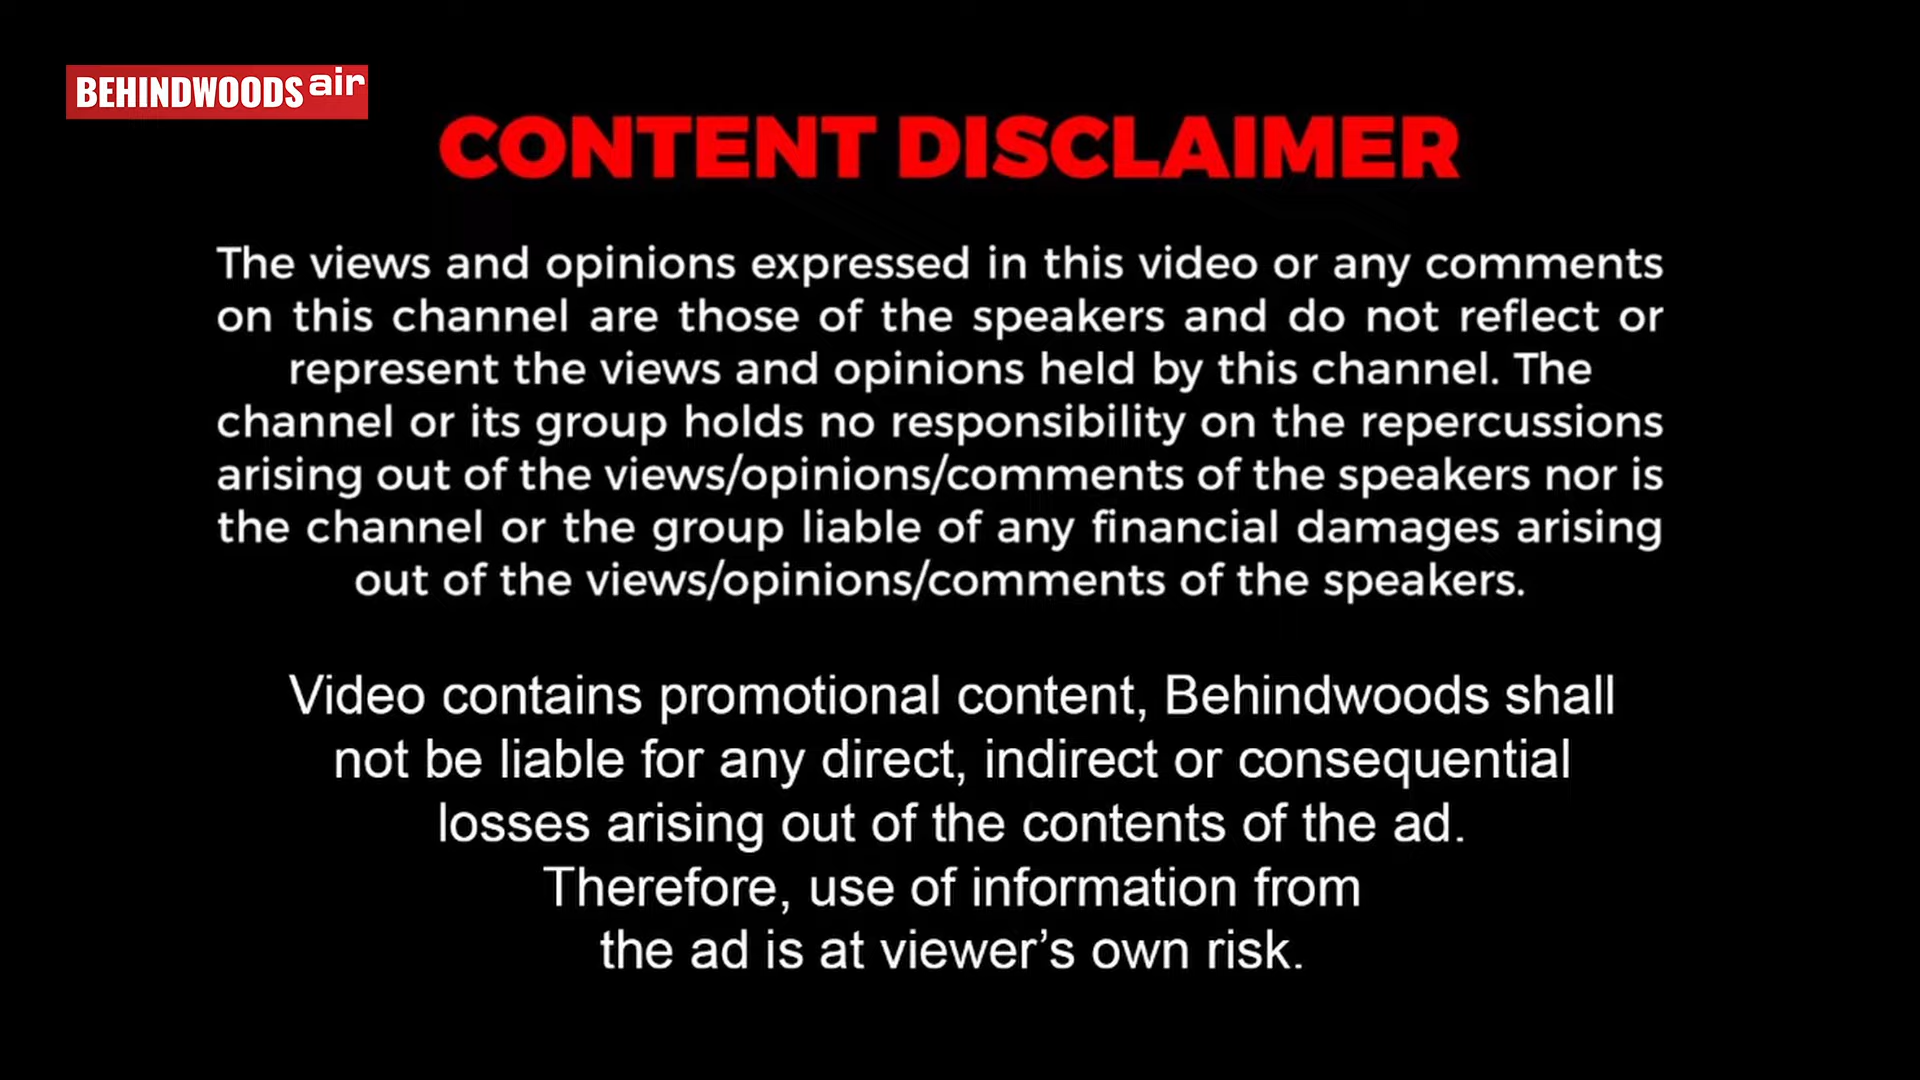 BEHINDWOODS air
CONTENT DISCLAIMER
The views and opinions expressed in this video or any comments
on this channel are those of the speakers and do not reflect or
represent the views and opinions held by this channel. The
channel or its group holds no responsibility on the repercussions
arising out of the views/opinions/comments of the speakers nor is
the channel or the group liable of any financial damages arising
out of the views/opinions/comments of the speakers.
Video contains promotional content, Behindwoods shall
not be liable for any direct, indirect or consequential
losses arising out of the contents of the ad.
Therefore, use of information from
the ad is at viewer’s own risk.